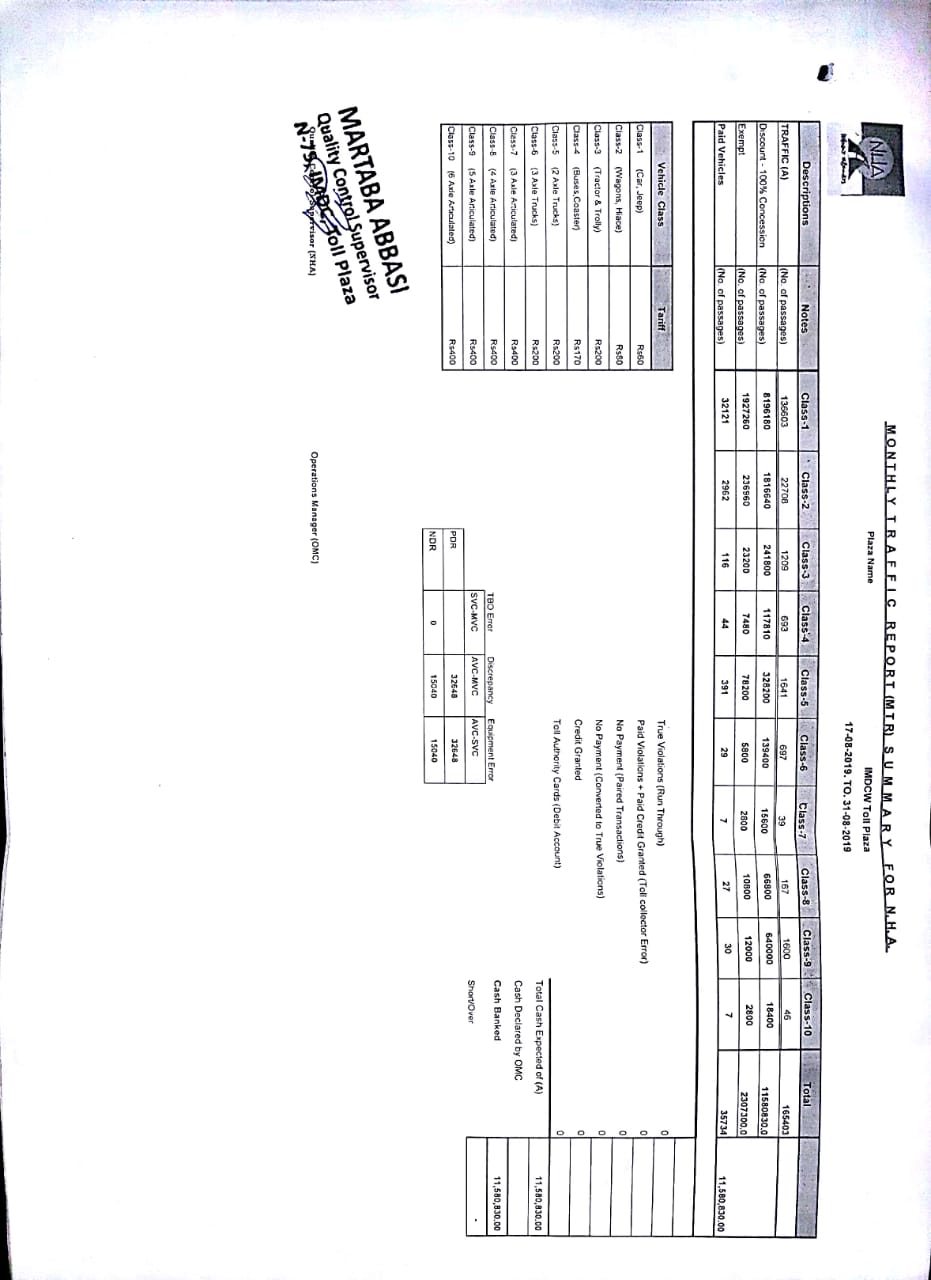 NHA
MONTHLY TRAFFIC REPORT (MTR) SUMMARY FOR N.H.A.
Plaza Name IMDCW Toll Plaza
17-08-2019. TO. 31-08-2019
Descriptions Notes Class-1 Class-2 Class-3 Class-4 Class-5 Class-6 Class-7 Class-8 Class-9 Class-10 Total
TRAFFIC (A) (No. of passages) 136603 22708 1209 693 1641 697 39 167 1600 46 165403
Discount - 100% Concession (No. of passages) 8196180 1816640 241800 117810 328200 139400 15600 66800 640000 18400 11580830.0
Exempt (No. of passages) 1927260 236960 23200 7480 78200 5800 2800 10800 12000 2800 2307300.0
Paid Vehicles (No. of passages) 32121 2962 116 44 391 29 7 27 30 7 35734 11,580,830.00
Vehicle Class Tariff
Class-1 (Car, Jeep) Rs60
Class-2 (Wagons, Hiace) Rs80
Class-3 (Tractor & Trolly) Rs200
Class-4 (Buses,Coaster) Rs170
Class-5 (2 Axle Trucks) Rs200
Class-6 (3 Axle Trucks) Rs200
Class-7 (3 Axle Articulated) Rs400
Class-8 (4 Axle Articulated) Rs400
Class-9 (5 Axle Articulated) Rs400
Class-10 (6 Axle Articulated) Rs400
True Violations (Run Through) 0
Paid Violations + Paid Credit Granted (Toll collector Error) 0
No Payment (Paired Transactions) 0
No Payment (Converted to True Violations) 0
Credit Granted 0
Toll Authority Cards (Debit Account) 0
Total Cash Expected of (A) 11,580,830.00
Cash Declared by OMC
Cash Banked 11,580,830.00
Short/Over -
TBO Error Discrepancy Equipment Error
SVC-MVC AVC-MVC AVC-SVC
PDR 32648 32648
NDR 0 15040 15040
MARTABA ABBASI
Quality Control Supervisor
N-75, IMDC, Toll Plaza
Supervisor (NHA)
Operations Manager (OMC)